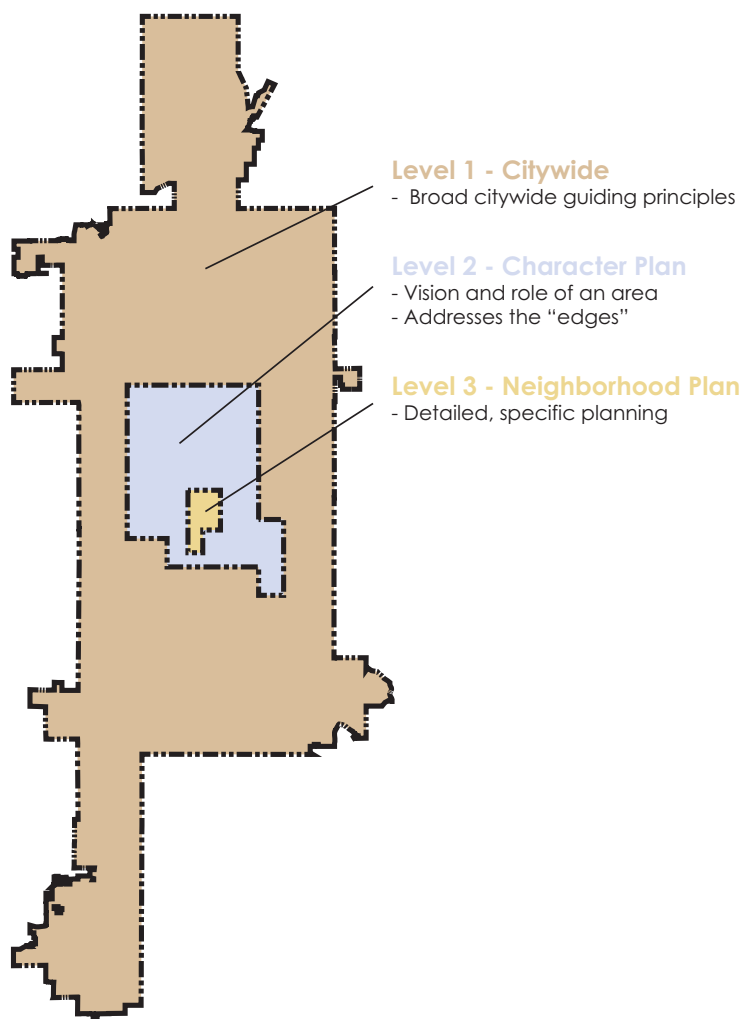 Level 1 - Citywide
- Broad citywide guiding principles
Level 2 - Character Plan
- Vision and role of an area
- Addresses the “edges”
Level 3 - Neighborhood Plan
- Detailed, specific planning